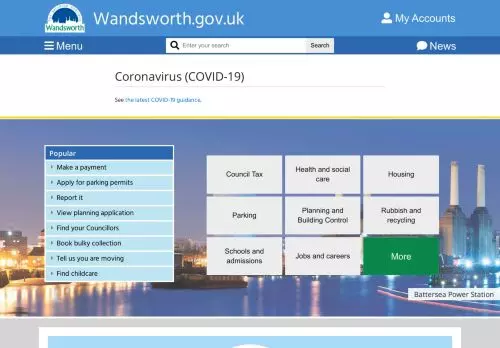 Wandsworth
Wandsworth.gov.uk
My Accounts
Menu
Enter your search
Search
News
Coronavirus (COVID-19)
See the latest COVID-19 guidance.
Popular
Make a payment
Apply for parking permits
Report it
View planning application
Find your Councillors
Book bulky collection
Tell us you are moving
Find childcare
Council Tax
Health and social
care
Housing
Parking
Planning and
Building Control
Rubbish and
recycling
Schools and
admissions
Jobs and careers
More
Battersea Power Station